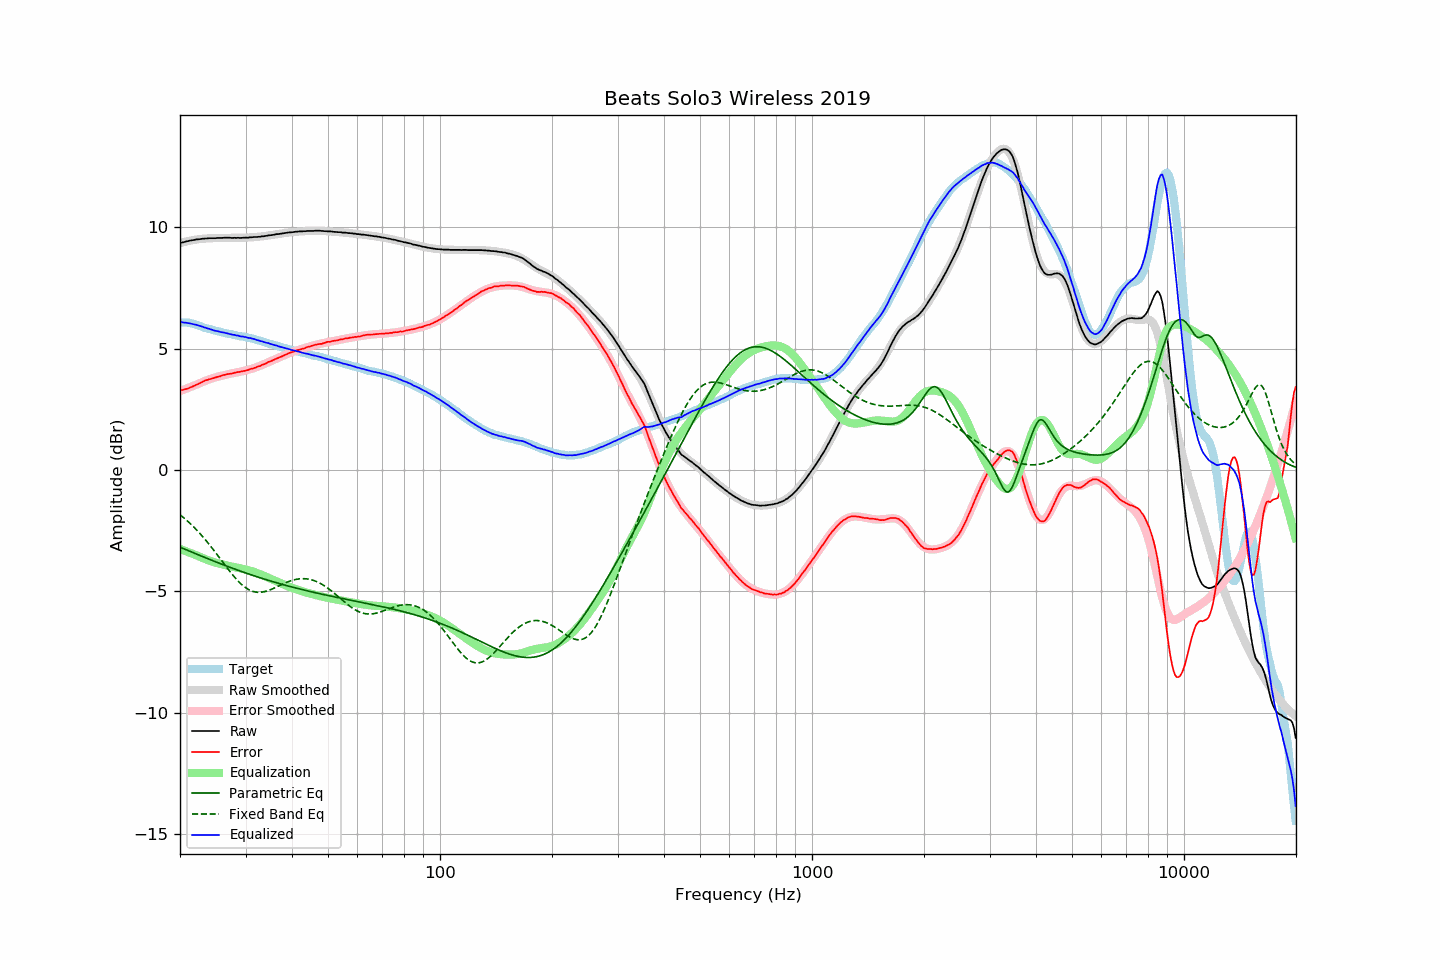 Beats Solo3 Wireless 2019
Amplitude (dBr)
10
5
0
−5
−10
−15
Target
Raw Smoothed
Error Smoothed
Raw
Error
Equalization
Parametric Eq
Fixed Band Eq
Equalized
100
1000
10000
Frequency (Hz)